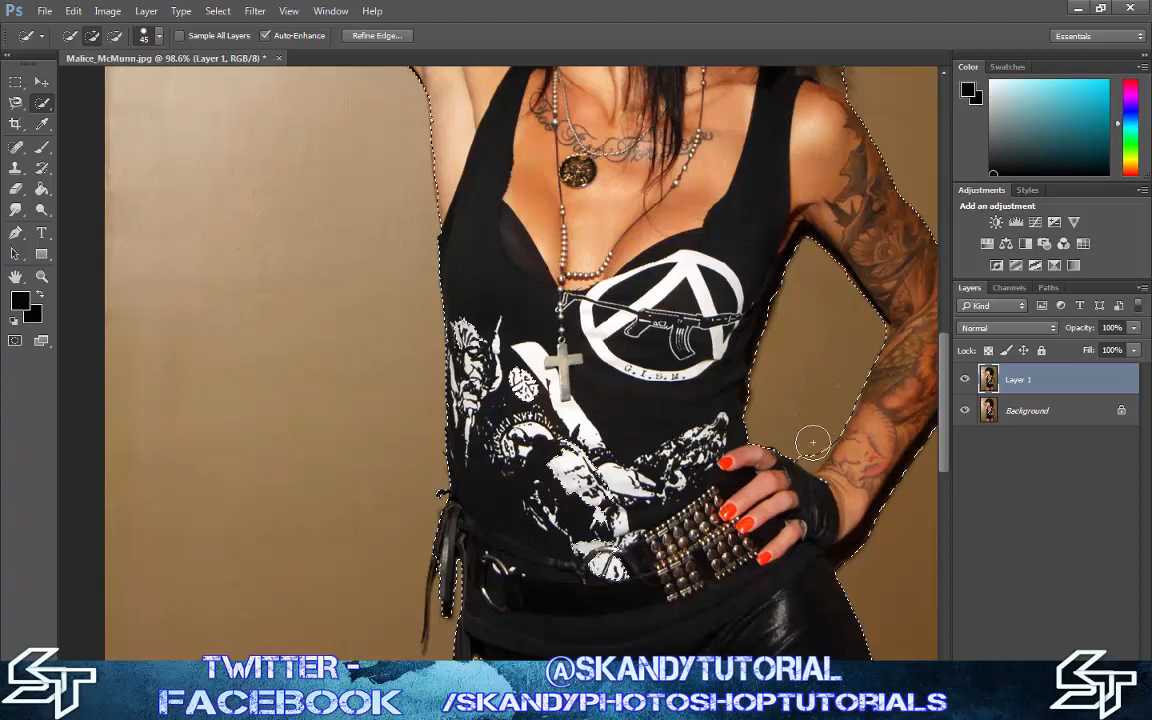 Ps File Edit Image Layer Type Select Filter View Window Help
45 Sample All Layers Auto-Enhance Refine Edge... Essentials
Malice_McMunn.jpg @ 98.6% (Layer 1, RGB/8) * ×
Color Swatches
Adjustments Styles
Add an adjustment
Layers Channels Paths
Kind
Normal Opacity: 100%
Lock: Fill: 100%
Layer 1
Background
G.I.S.M.
ST
TWITTER - @SKANDYTUTORIAL
FACEBOOK /SKANDYPHOTOSHOPTUTORIALS
ST